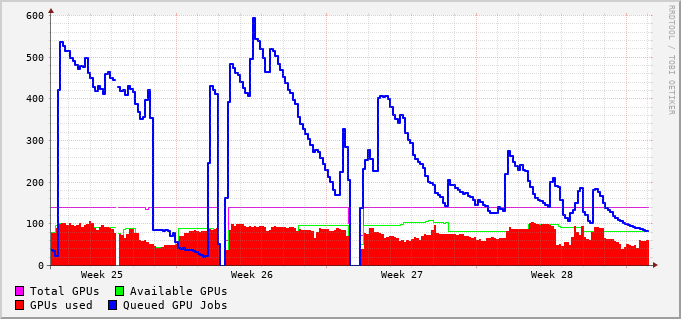 600
500
400
300
200
100
0
Week 25 Week 26 Week 27 Week 28
Total GPUs Available GPUs
GPUs used Queued GPU Jobs
RRDTOOL / TOBI OETIKER